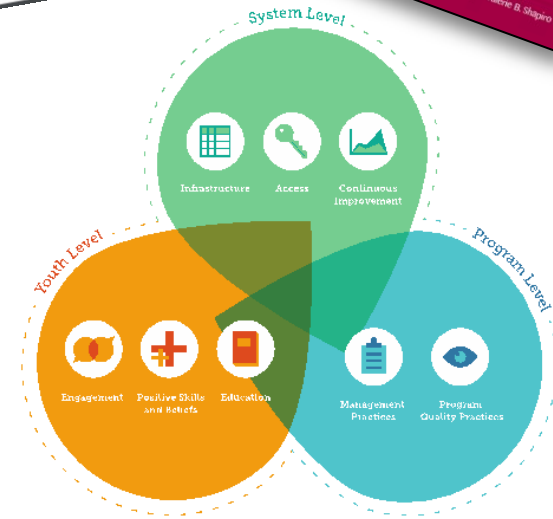 B. Shapiro
System Level
Infrastructure
Access
Continuous
Improvement
Youth Level
Program Level
Engagement
Positive Skills
and Beliefs
Education
Management
Practices
Program
Quality Practices